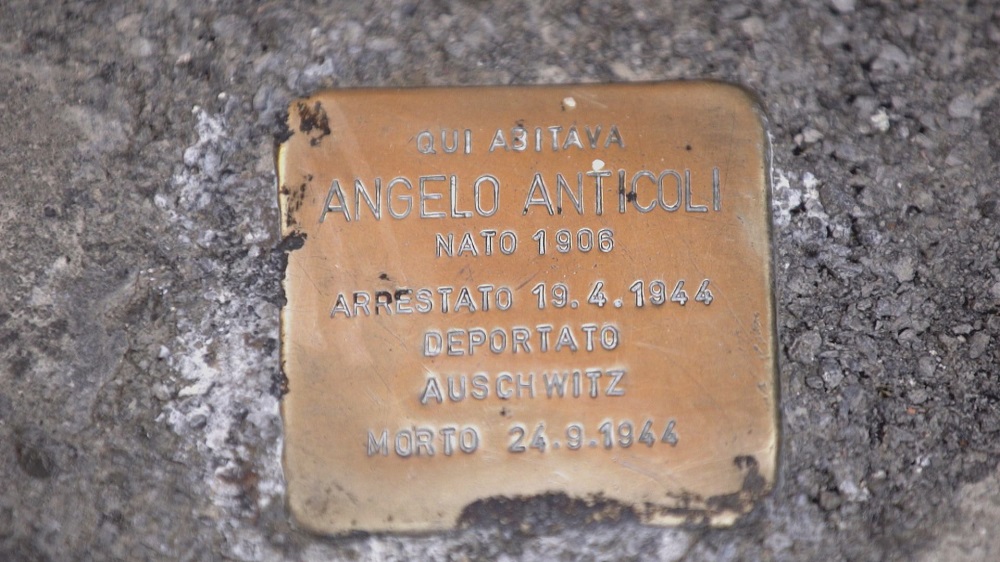 QUI ABITAVA
ANGELO ANTICOLI
NATO 1906
ARRESTATO 19.4.1944
DEPORTATO
AUSCHWITZ
MORTO 24.9.1944